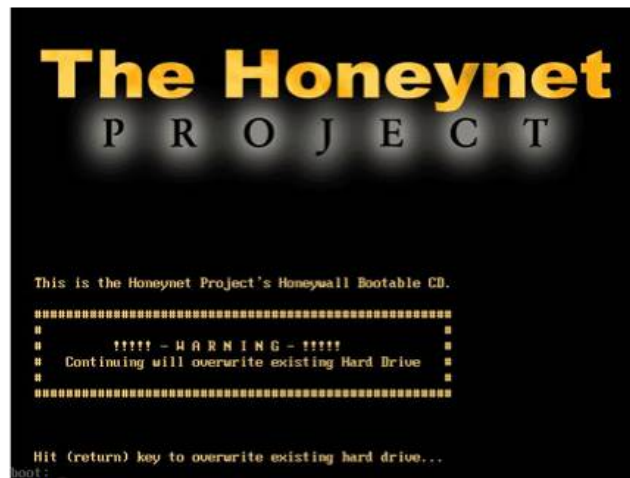 The Honeynet
PROJECT
This is the Honeynet Project's Honeywall Bootable CD.
####################################################
# #
# !!!!! - W A R N I N G - !!!!! #
# Continuing will overwrite existing Hard Drive #
# #
####################################################
Hit (return) key to overwrite existing hard drive...
boot: